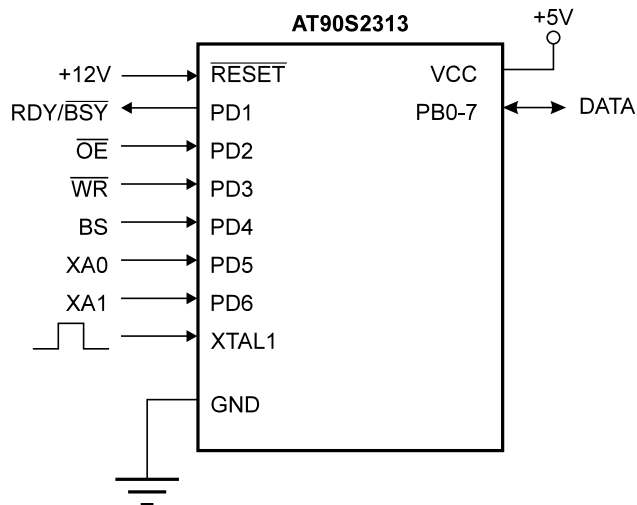 AT90S2313
+5V
+12V
RESET
VCC
RDY/BSY
PD1
PB0-7
DATA
OE
PD2
WR
PD3
BS
PD4
XA0
PD5
XA1
PD6
XTAL1
GND